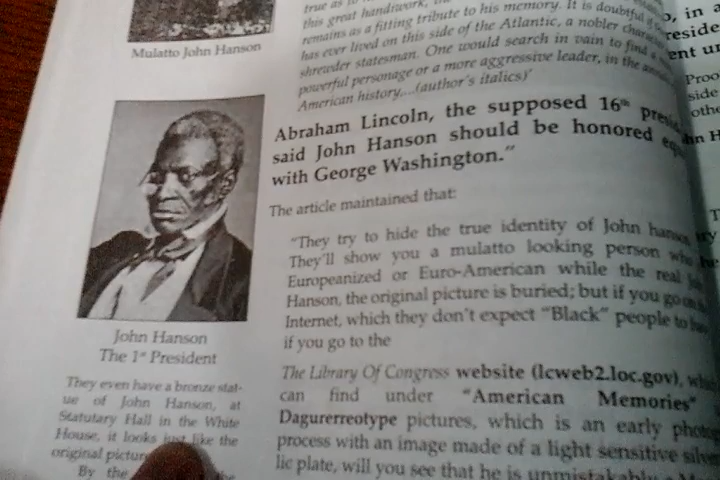 Mulatto John Hanson
John Hanson
The 1st President
They even have a bronze stat-
ue of John Hanson, at
Statutary Hall in the White
House, it looks just like the
original
By the
true as to
this great handiwork, the
remains as a fitting tribute to his memory. It is doubtful if
has ever lived on this side of the Atlantic, a nobler
shrewder statesman. One would search in vain to find a
powerful personage or a more aggressive leader, in the
American history,...(author's italics)'
Abraham Lincoln, the supposed 16th
said John Hanson should be honored
with George Washington."
The article maintained that:
"They try to hide the true identity of John
They'll show you a mulatto looking person
Europeanized or Euro-American while the real
Hanson, the original picture is buried; but if you go
Internet, which they don't expect "Black" people to
if you go to the
The Library Of Congress website (lcweb2.loc.gov),
can find under "American Memories"
Dagurerreotype pictures, which is an early
process with an image made of a light sensitive
lic plate, will you see that he is unmistakably a
in a